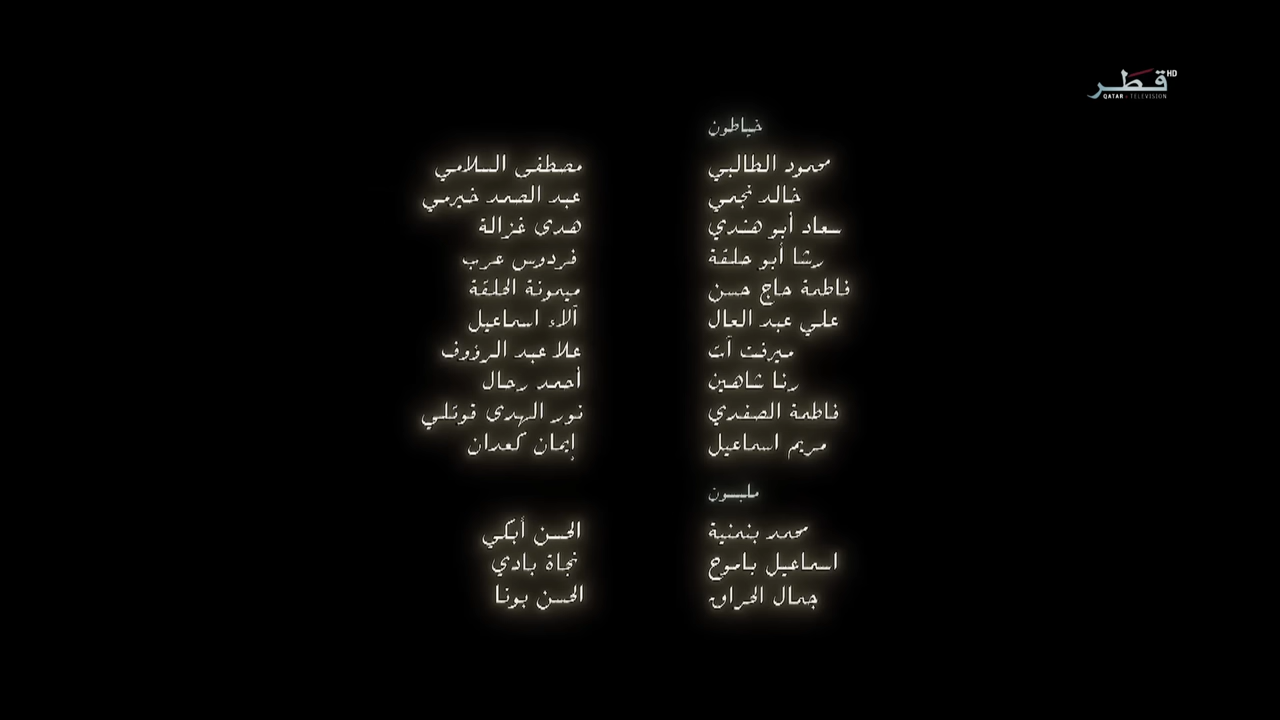 قطر HD
QATAR - TELEVISION
خياطون
محمود الطالبي مصطفى السلامي
خالد نجمي عبد الصمد خيرمي
سعاد أبو هندي هدى غزالة
رشا أبو حلقة فردوس عرب
فاطمة حاج حسن ميمونة الحلقة
علي عبد العال آلاء اسماعيل
ميرفت آت علا عبد الرؤوف
رنا شاهين أحمد رحال
فاطمة الصفدي نور الهدى قوتلي
مريم اسماعيل إيمان كعدان
ملبسون
محمد بنمنية الحسن أبكي
اسماعيل باموح نجاة بادي
جمال الحراق الحسن بونا